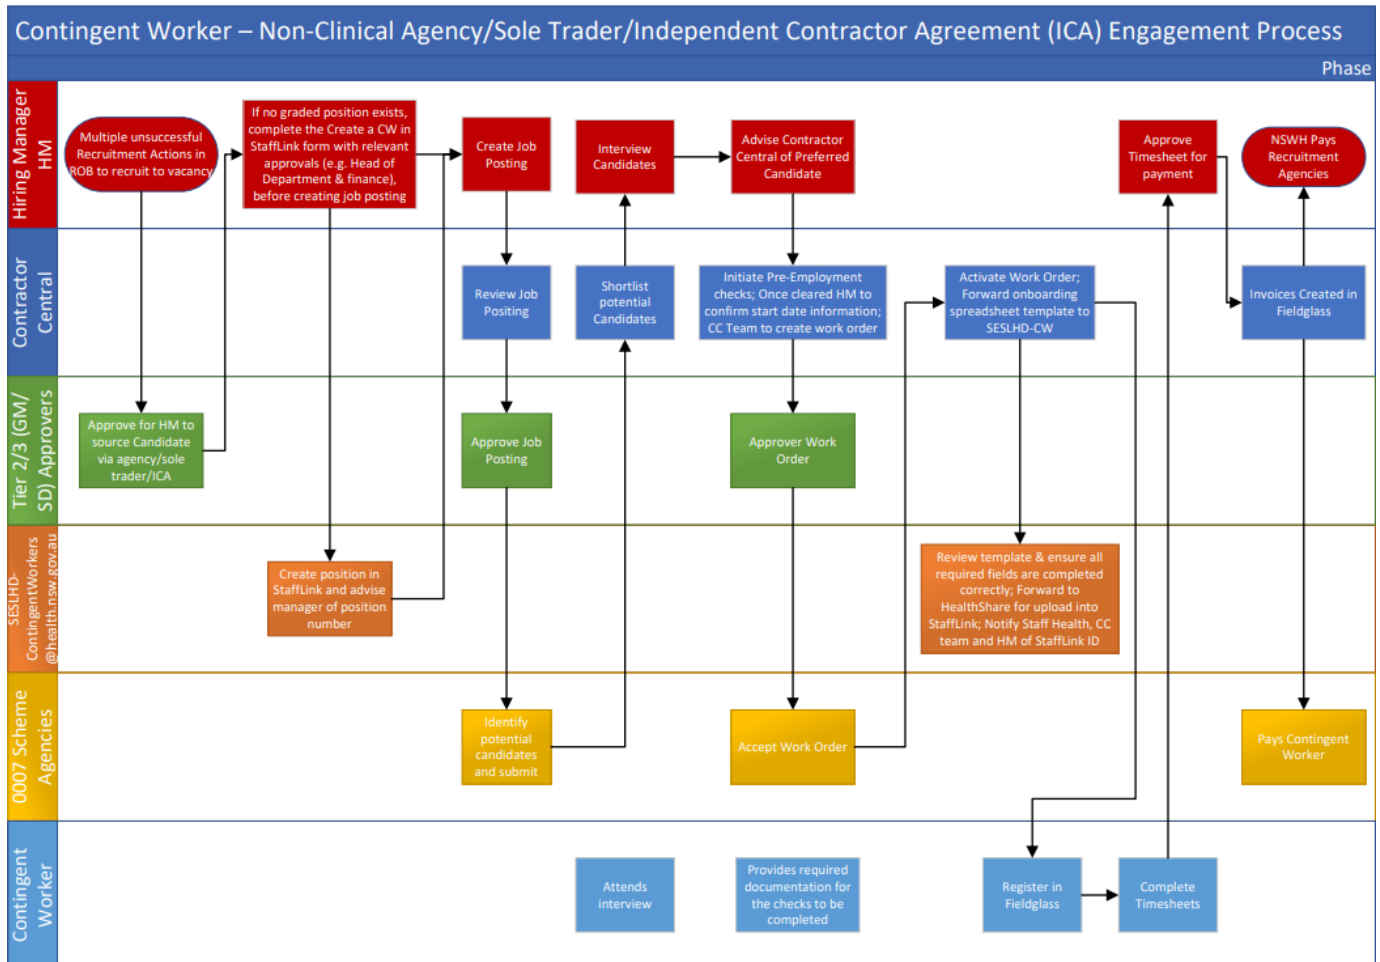 Contingent Worker – Non-Clinical Agency/Sole Trader/Independent Contractor Agreement (ICA) Engagement Process
Phase
Hiring Manager
HM
Multiple unsuccessful
Recruitment Actions in
ROB to recruit to vacancy
If no graded position exists,
complete the Create a CW in
StaffLink form with relevant
approvals (e.g. Head of
Department & finance),
before creating job posting
Create Job
Posting
Interview
Candidates
Advise Contractor
Central of Preferred
Candidate
Approve
Timesheet for
payment
NSWH Pays
Recruitment
Agencies
Contractor
Central
Review Job
Positing
Shortlist
potential
Candidates
Initiate Pre-Employment
checks; Once cleared HM to
confirm start date information;
CC Team to create work order
Activate Work Order;
Forward onboarding
spreadsheet template to
SESLHD-CW
Invoices Created in
Fieldglass
Tier 2/3 (GM/
SD) Approvers
Approve for HM to
source Candidate
via agency/sole
trader/ICA
Approve Job
Posting
Approver Work
Order
SESLHD-
ContingentWorkers
@health.nsw.gov.au
Create position in
StaffLink and advise
manager of position
number
Review template & ensure all
required fields are completed
correctly; Forward to
HealthShare for upload into
StaffLink; Notify Staff Health, CC
team and HM of StaffLink ID
0007 Scheme
Agencies
Identify
potential
candidates
and submit
Accept Work Order
Pays Contingent
Worker
Contingent
Worker
Attends
interview
Provides required
documentation for
the checks to be
completed
Register in
Fieldglass
Complete
Timesheets